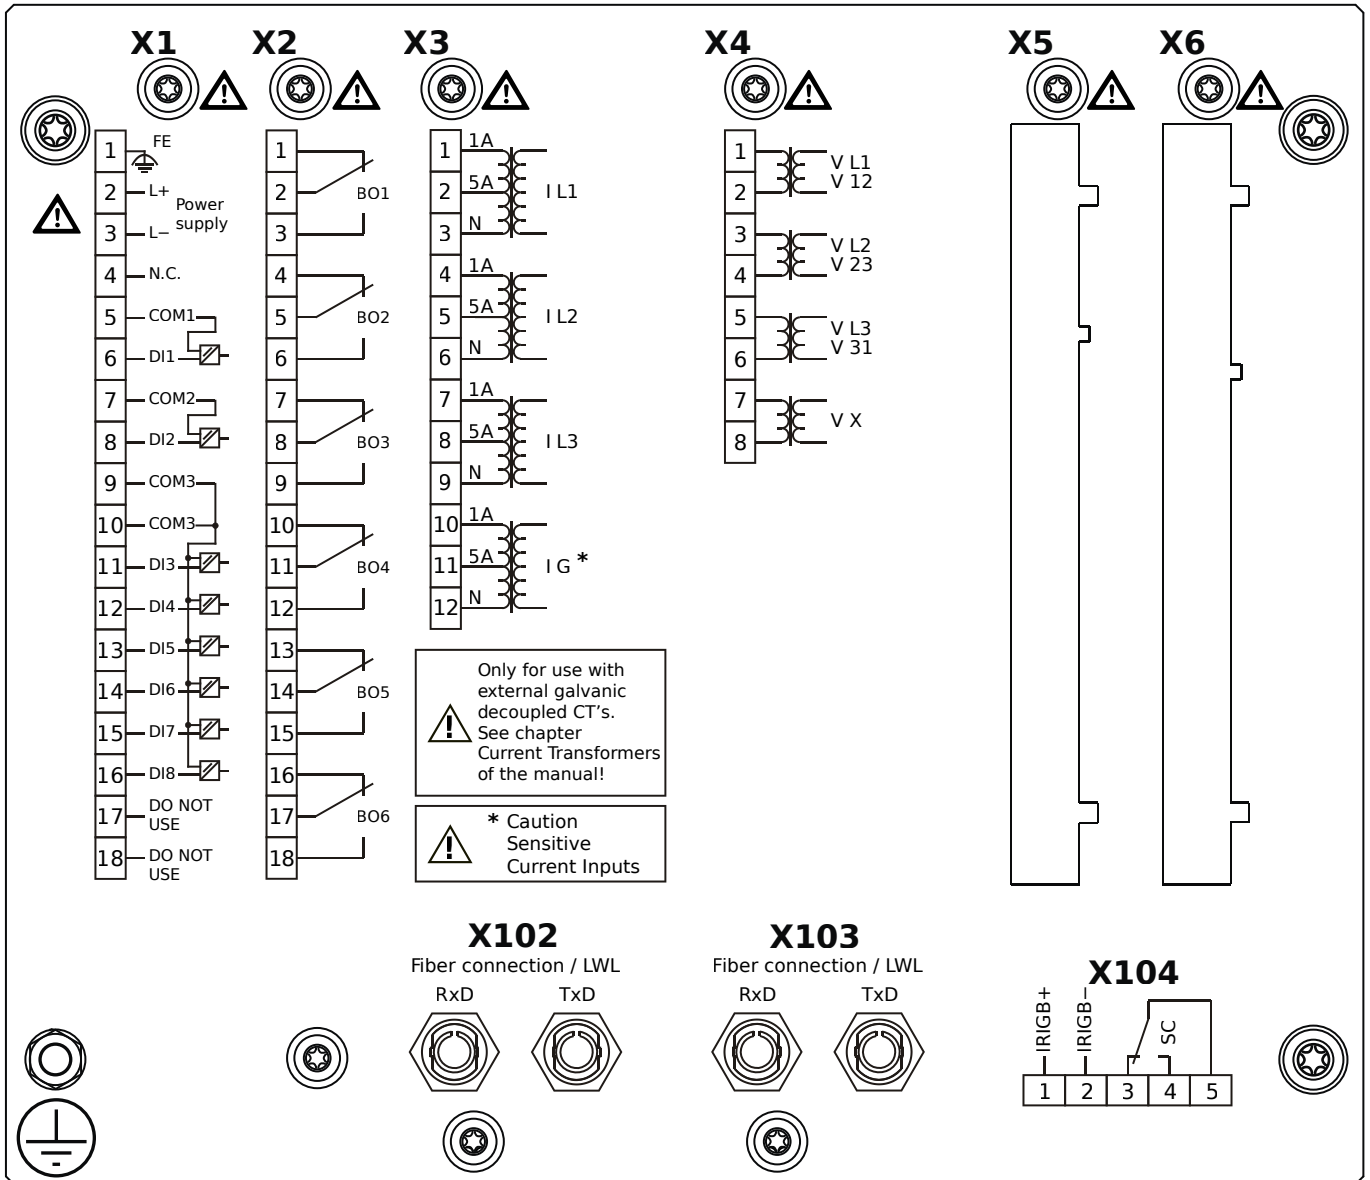 X1
X2
X3
X4
X5
X6
1 FE
2 L+
Power
supply
3 L−
4 N.C.
5 COM1
6 DI1
7 COM2
8 DI2
9 COM3
10 COM3
11 DI3
12 DI4
13 DI5
14 DI6
15 DI7
16 DI8
17 DO NOT
USE
18 DO NOT
USE
1
2 BO1
3
4
5 BO2
6
7
8 BO3
9
10
11 BO4
12
13
14 BO5
15
16
17 BO6
18
1 1A
2 5A I L1
3 N
4 1A
5 5A I L2
6 N
7 1A
8 5A I L3
9 N
10 1A
11 5A I G *
12 N
Only for use with
external galvanic
decoupled CT's.
See chapter
Current Transformers
of the manual!
* Caution
Sensitive
Current Inputs
1 V L1
2 V 12
3 V L2
4 V 23
5 V L3
6 V 31
7 V X
8
X102
Fiber connection / LWL
RxD TxD
X103
Fiber connection / LWL
RxD TxD
X104
IRIGB+
IRIGB−
SC
1 2 3 4 5